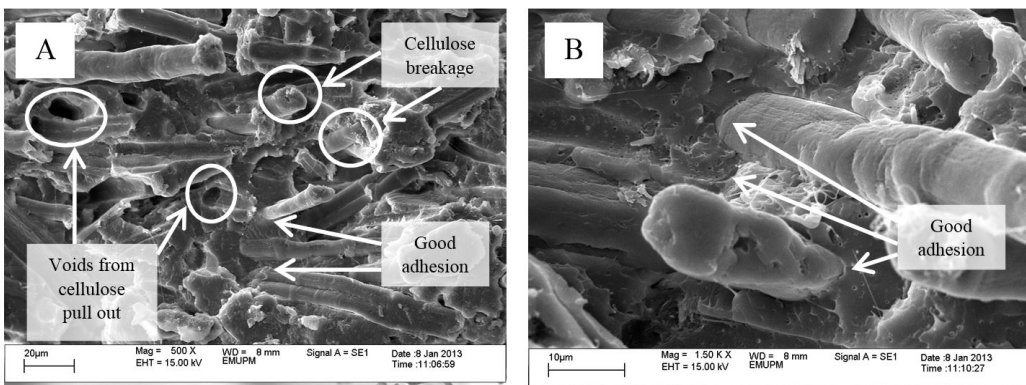 A
Cellulose
breakage
Good
adhesion
Voids from
cellulose
pull out
20µm
Mag = 500 X
EHT = 15.00 kV
WD = 8 mm
EMUPM
Signal A = SE1
Date :8 Jan 2013
Time :11:06:59
B
Good
adhesion
10µm
Mag = 1.50 K X
EHT = 15.00 kV
WD = 8 mm
EMUPM
Signal A = SE1
Date :8 Jan 2013
Time :11:10:27